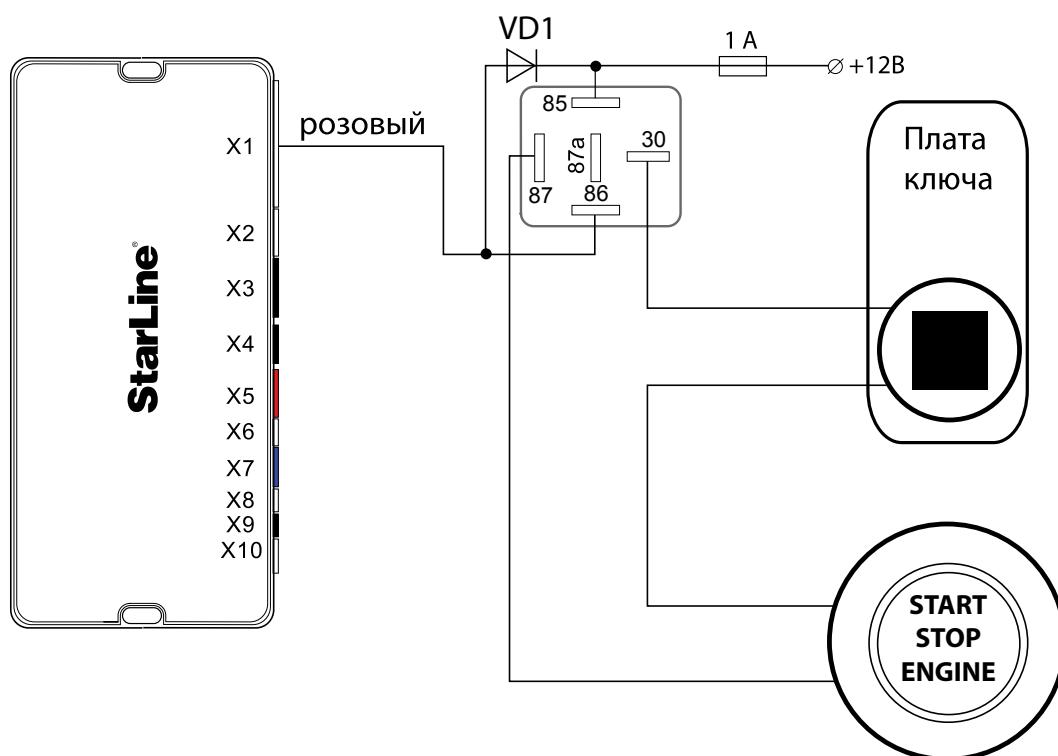 VD1
1 A
+12В
85
30
87a
87
86
розовый
Плата
ключа
StarLine®
X1
X2
X3
X4
X5
X6
X7
X8
X9
X10
START
STOP
ENGINE